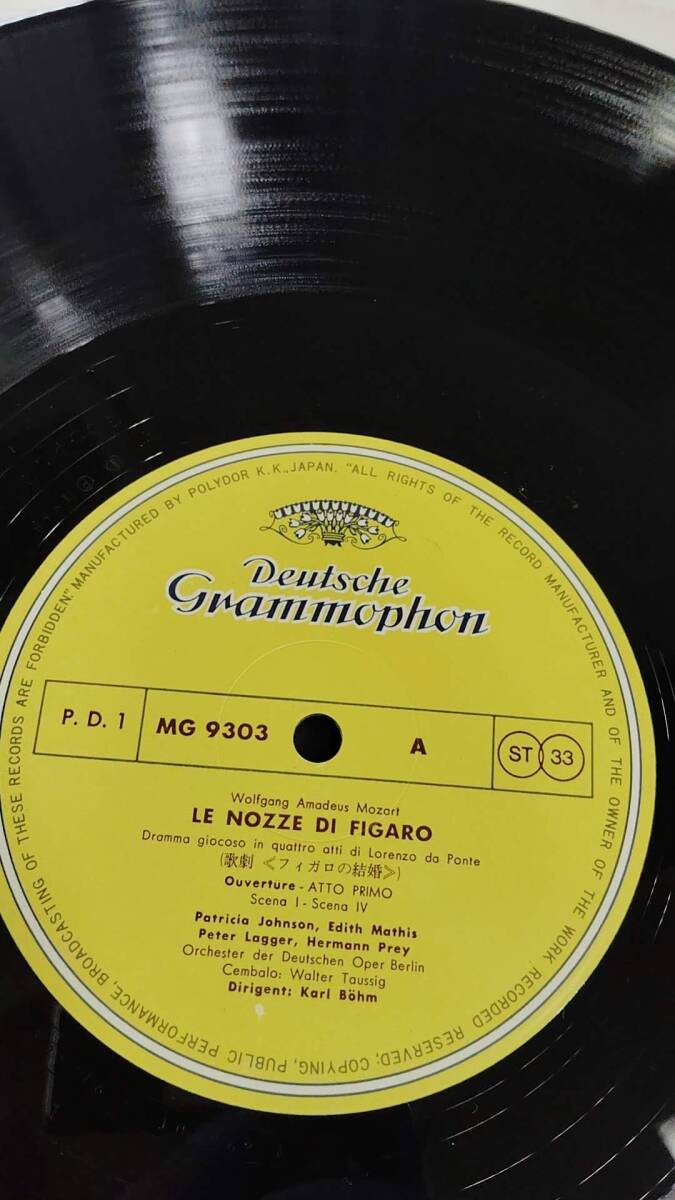 MANUFACTURED BY POLYDOR K.K., JAPAN. "ALL RIGHTS OF THE RECORD MANUFACTURER AND OF THE OWNER OF THE WORK RECORDED RESERVED; COPYING, PUBLIC PERFORMANCE, BROADCASTING OF THESE RECORDS ARE FORBIDDEN."
Deutsche
Grammophon
P. D. 1 MG 9303 A ST 33
Wolfgang Amadeus Mozart
LE NOZZE DI FIGARO
Dramma giocoso in quattro atti di Lorenzo da Ponte
(歌劇 ≪フィガロの結婚≫)
Ouverture - ATTO PRIMO
Scena I - Scena IV
Patricia Johnson, Edith Mathis
Peter Lagger, Hermann Prey
Orchester der Deutschen Oper Berlin
Cembalo: Walter Taussig
Dirigent: Karl Böhm